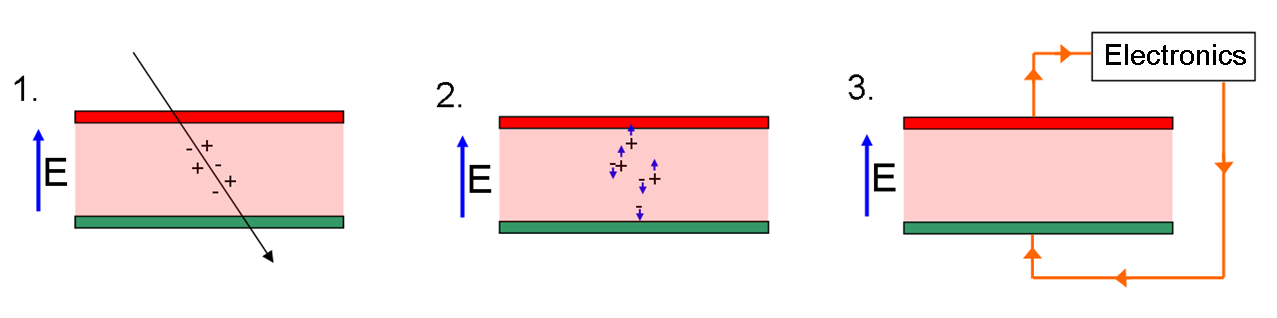 1.
E
- +
+ -
+
-
2.
E
+
- +
- +
-
3.
E
Electronics